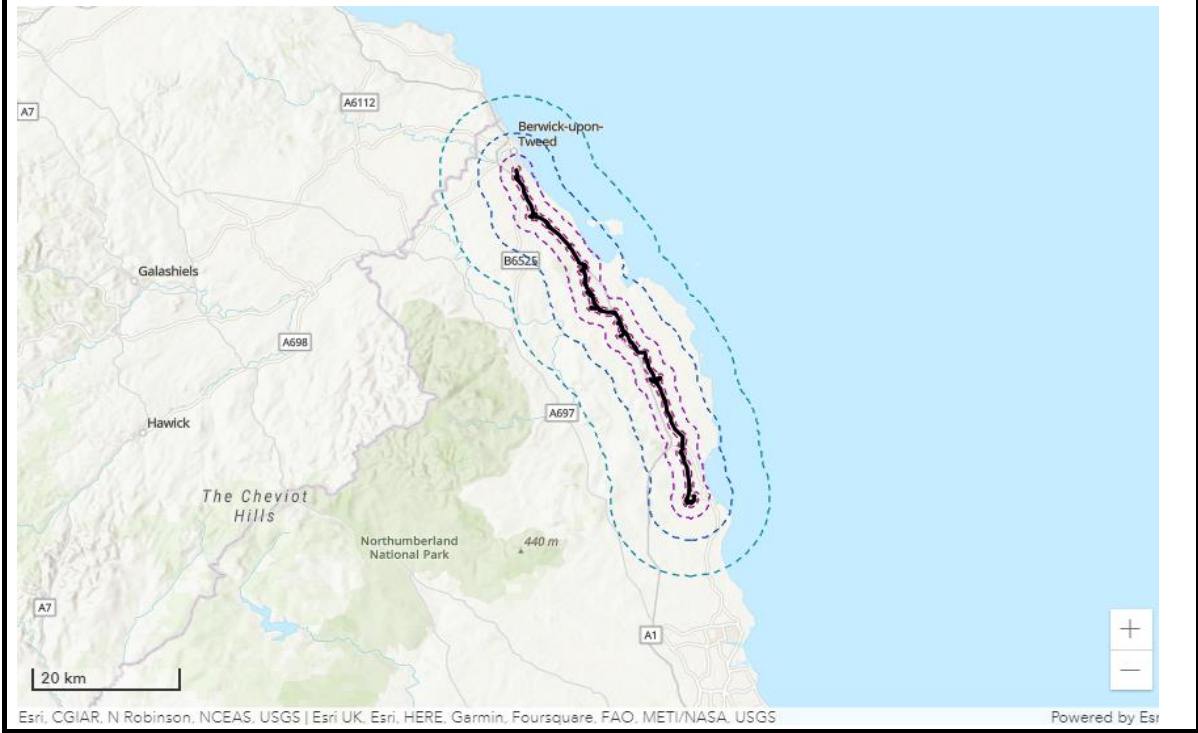 A6112
A7
Berwick-upon-
Tweed
B6525
Galashiels
A698
A697
Hawick
The Cheviot
Hills
Northumberland
National Park
440 m
A7
A1
+
−
20 km
Esri, CGIAR, N Robinson, NCEAS, USGS | Esri UK, Esri, HERE, Garmin, Foursquare, FAO, METI/NASA, USGS
Powered by Esr